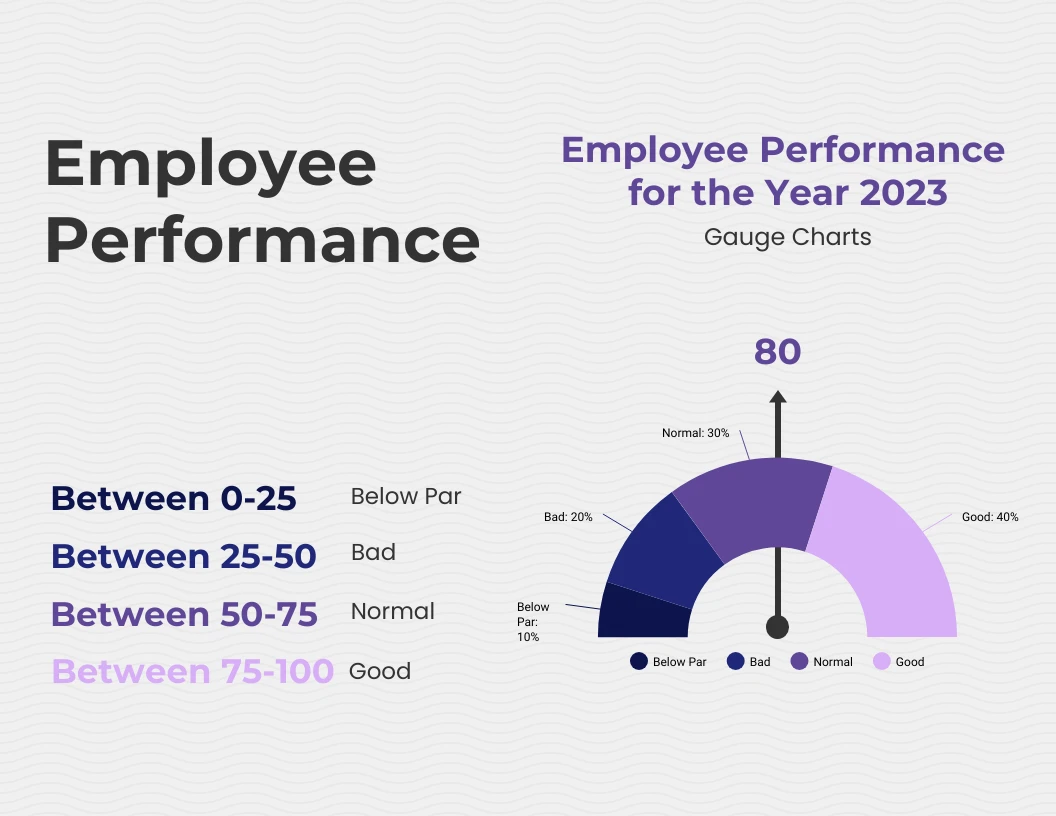 Employee
Performance
Employee Performance
for the Year 2023
Gauge Charts
80
Normal: 30%
Bad: 20%
Good: 40%
Below
Par:
10%
Below Par
Bad
Normal
Good
Between 0-25 Below Par
Between 25-50 Bad
Between 50-75 Normal
Between 75-100 Good